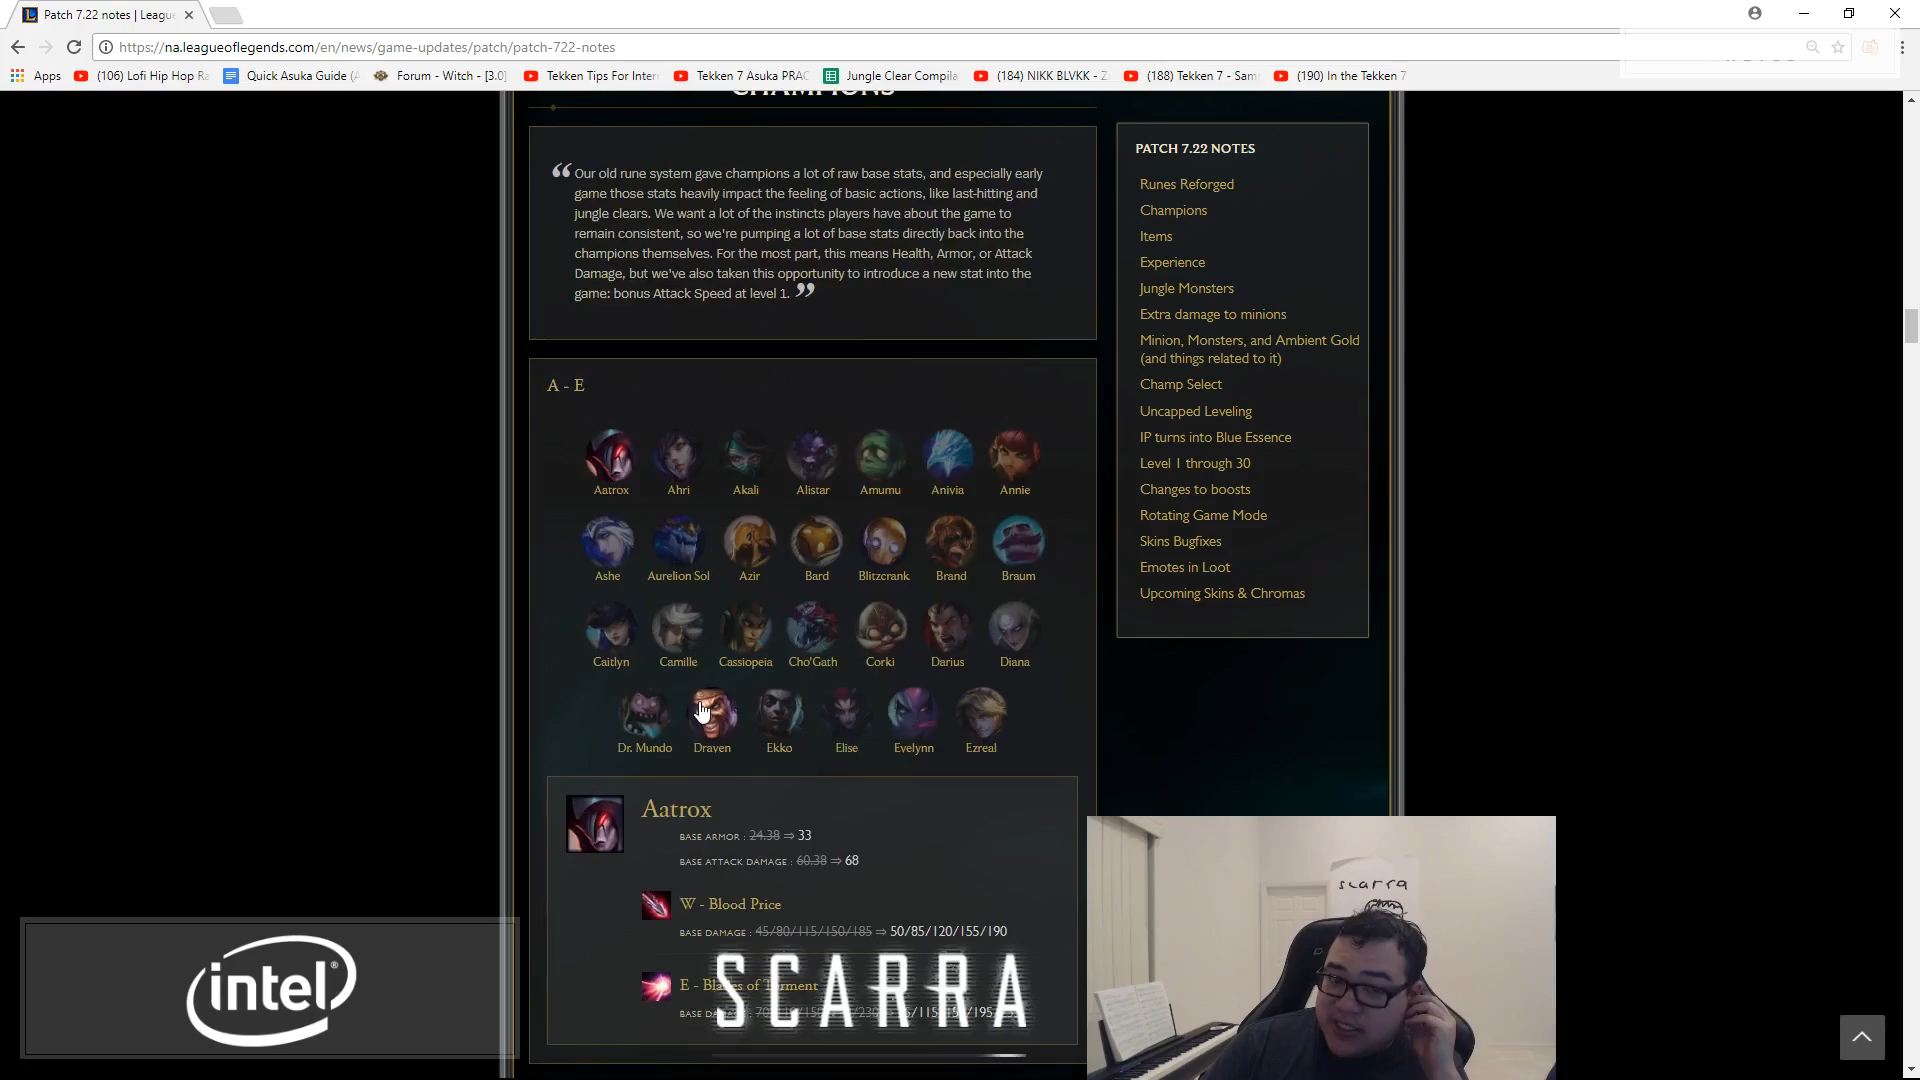 Patch 7.22 notes | Leagu
https://na.leagueoflegends.com/en/news/game-updates/patch/patch-722-notes
Apps (106) Lofi Hip Hop Ra Quick Asuka Guide (A Forum - Witch - [3.0] Tekken Tips For Inter Tekken 7 Asuka PRAC Jungle Clear Compila (184) NIKK BLVKK - Z (188) Tekken 7 - Sam (190) In the Tekken 7
CHAMPIONS
“ Our old rune system gave champions a lot of raw base stats, and especially early
game those stats heavily impact the feeling of basic actions, like last-hitting and
jungle clears. We want a lot of the instincts players have about the game to
remain consistent, so we're pumping a lot of base stats directly back into the
champions themselves. For the most part, this means Health, Armor, or Attack
Damage, but we've also taken this opportunity to introduce a new stat into the
game: bonus Attack Speed at level 1. ”
A - E
Aatrox Ahri Akali Alistar Amumu Anivia Annie
Ashe Aurelion Sol Azir Bard Blitzcrank Brand Braum
Caitlyn Camille Cassiopeia Cho'Gath Corki Darius Diana
Dr. Mundo Draven Ekko Elise Evelynn Ezreal
Aatrox
BASE ARMOR : 24.38 ⇒ 33
BASE ATTACK DAMAGE : 60.38 ⇒ 68
W - Blood Price
BASE DAMAGE : 45/80/115/150/185 ⇒ 50/85/120/155/190
E - Blades of Torment
PATCH 7.22 NOTES
Runes Reforged
Champions
Items
Experience
Jungle Monsters
Extra damage to minions
Minion, Monsters, and Ambient Gold
(and things related to it)
Champ Select
Uncapped Leveling
IP turns into Blue Essence
Level 1 through 30
Changes to boosts
Rotating Game Mode
Skins Bugfixes
Emotes in Loot
Upcoming Skins & Chromas
intel®
SCARRA
scarra